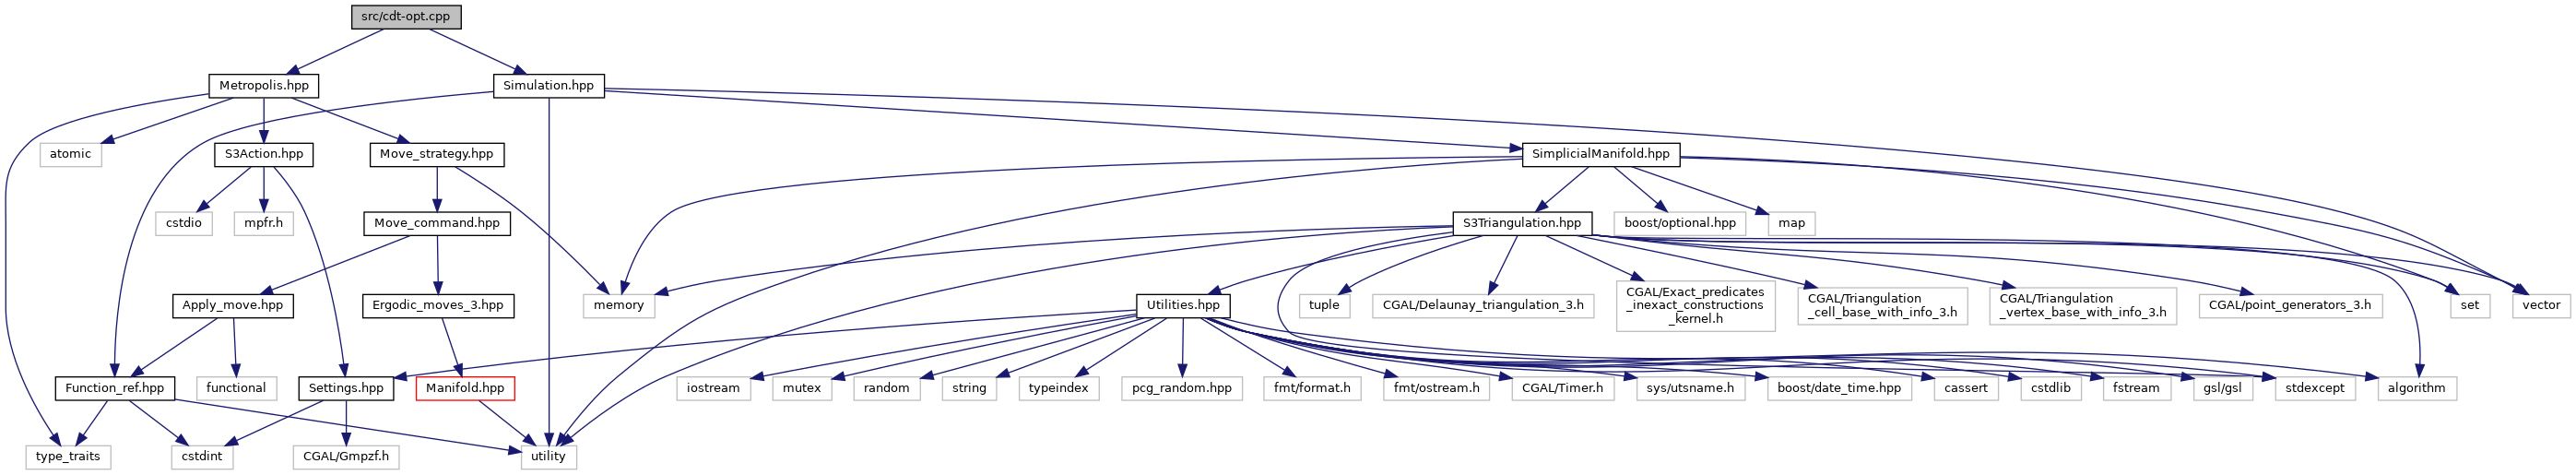 src/cdt-opt.cpp
Metropolis.hpp
Simulation.hpp
atomic
S3Action.hpp
Move_strategy.hpp
SimplicialManifold.hpp
cstdio
mpfr.h
Move_command.hpp
S3Triangulation.hpp
boost/optional.hpp
map
Apply_move.hpp
Ergodic_moves_3.hpp
memory
Utilities.hpp
tuple
CGAL/Delaunay_triangulation_3.h
CGAL/Exact_predicates
_inexact_constructions
_kernel.h
CGAL/Triangulation
_cell_base_with_info_3.h
CGAL/Triangulation
_vertex_base_with_info_3.h
CGAL/point_generators_3.h
set
vector
Function_ref.hpp
functional
Settings.hpp
Manifold.hpp
iostream
mutex
random
string
typeindex
pcg_random.hpp
fmt/format.h
fmt/ostream.h
CGAL/Timer.h
sys/utsname.h
boost/date_time.hpp
cassert
cstdlib
fstream
gsl/gsl
stdexcept
algorithm
type_traits
cstdint
CGAL/Gmpzf.h
utility